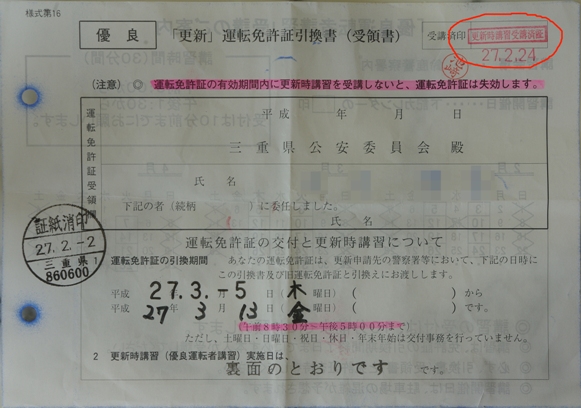 様式第16
優良
「更新」運転免許証引換書（受領書）
受講済印
更新時講習受講済証
27.2.24
（注意） ◎ 運転免許証の有効期間内に更新時講習を受講しないと、運転免許証は失効します。
運転免許証受領欄
平成　年　月　日
三重県公安委員会殿
氏名
下記の者（続柄　）に委任しました。
氏名
証紙消印
27.2.-2
三重県1
860600
運転免許証の交付と更新時講習について
運転免許証の引換期間　あなたの運転免許証は、更新申請先の警察署等において、下記の日時に
この引換書及び旧運転免許証と引換えにお渡しします。
平成 27.3.-5 日（木曜日）（　）から
平成 27年3月13日（金曜日）（　）です。
（午前8時30分～午後5時00分まで）
ただし、土曜日・日曜日・祝日・休日・年末年始は交付事務を行っていません。
2 更新時講習（優良運転者講習）実施日は、
裏面のとおりです　です。